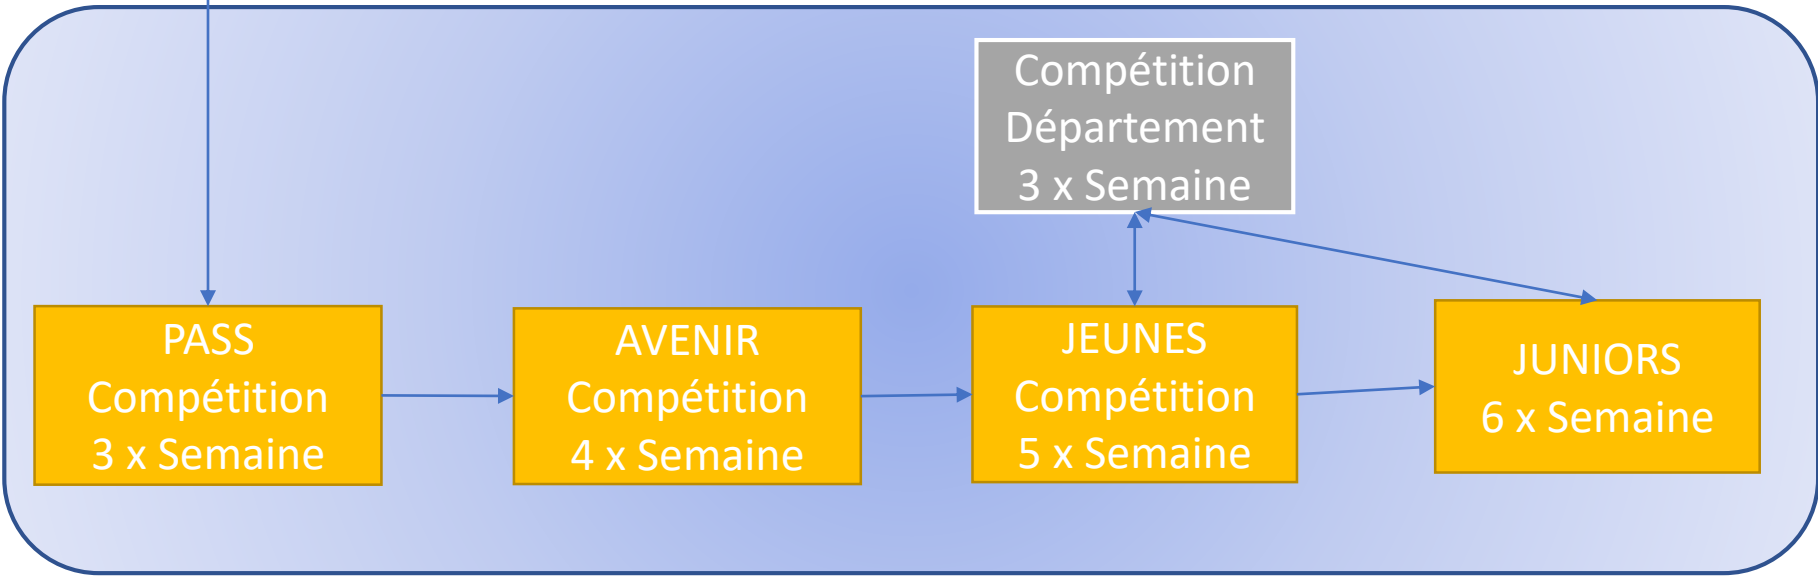 Compétition
Département
3 x Semaine
PASS
Compétition
3 x Semaine
AVENIR
Compétition
4 x Semaine
JEUNES
Compétition
5 x Semaine
JUNIORS
6 x Semaine